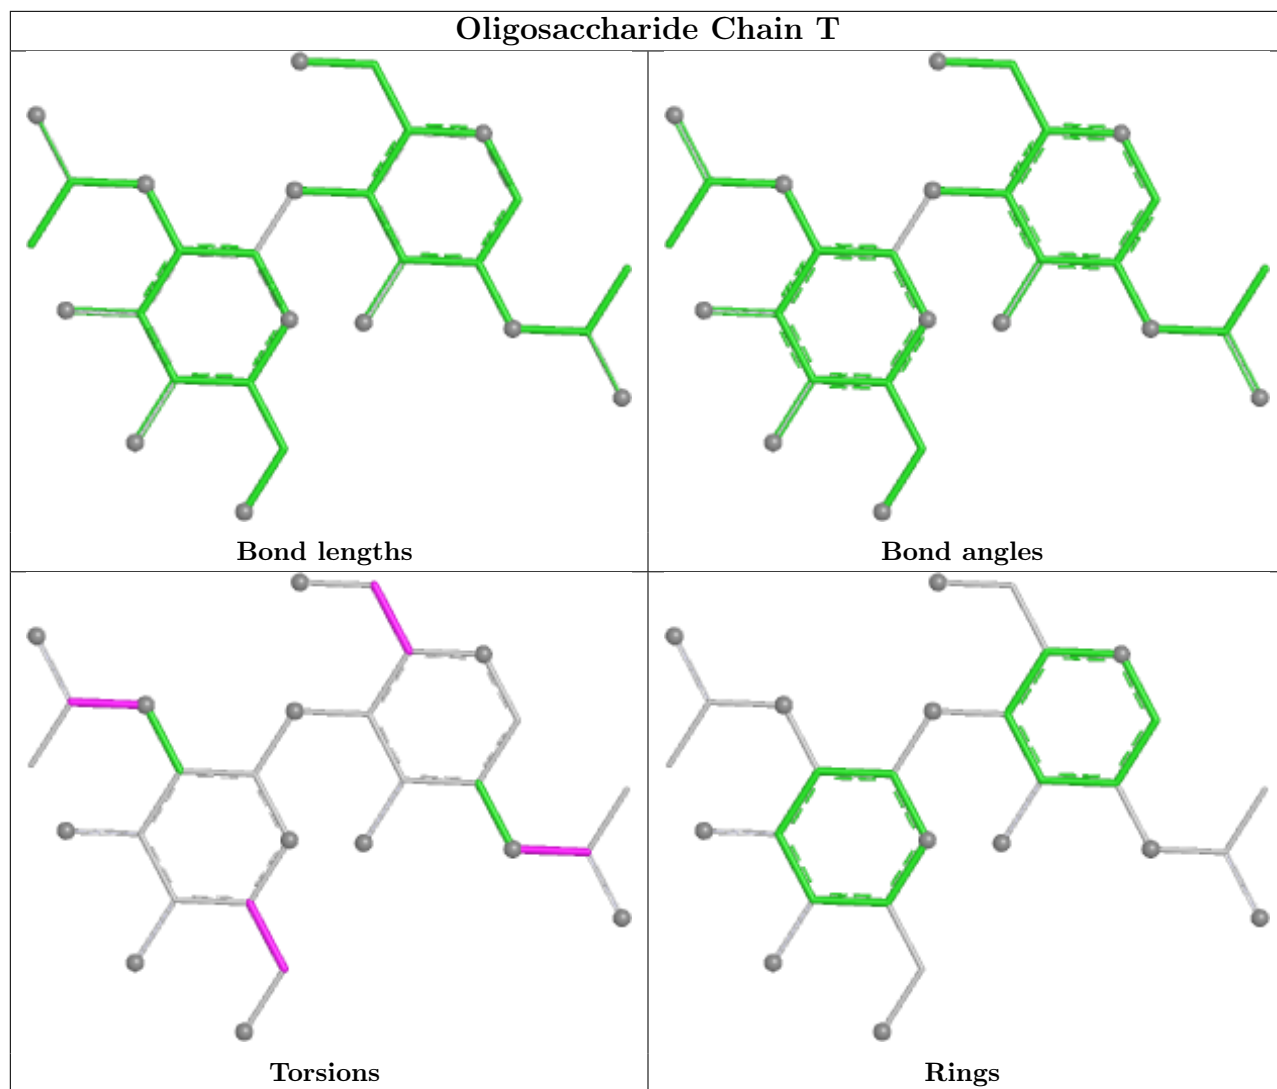 Oligosaccharide Chain T
Bond lengths
Bond angles
Torsions
Rings